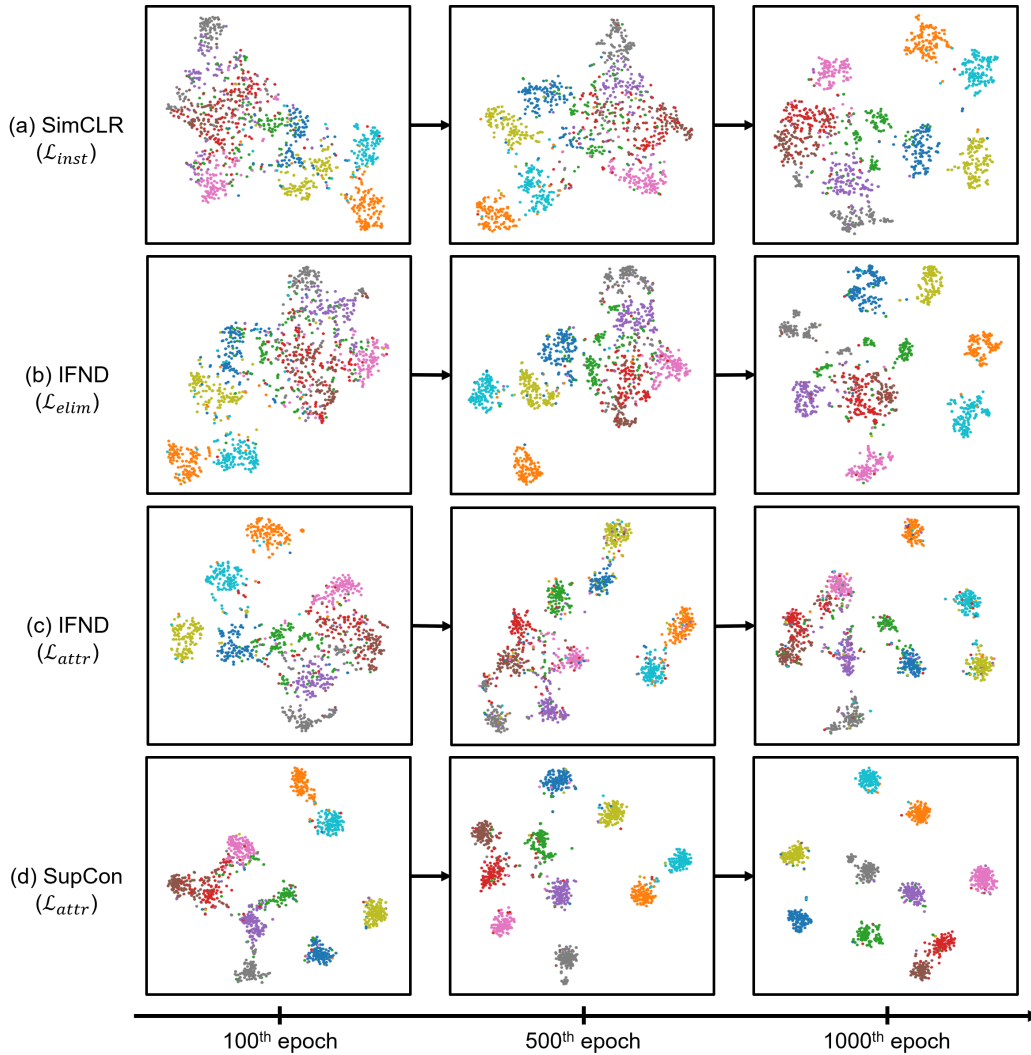 (a) SimCLR
(ℒ_inst)
(b) IFND
(ℒ_elim)
(c) IFND
(ℒ_attr)
(d) SupCon
(ℒ_attr)
100th epoch
500th epoch
1000th epoch